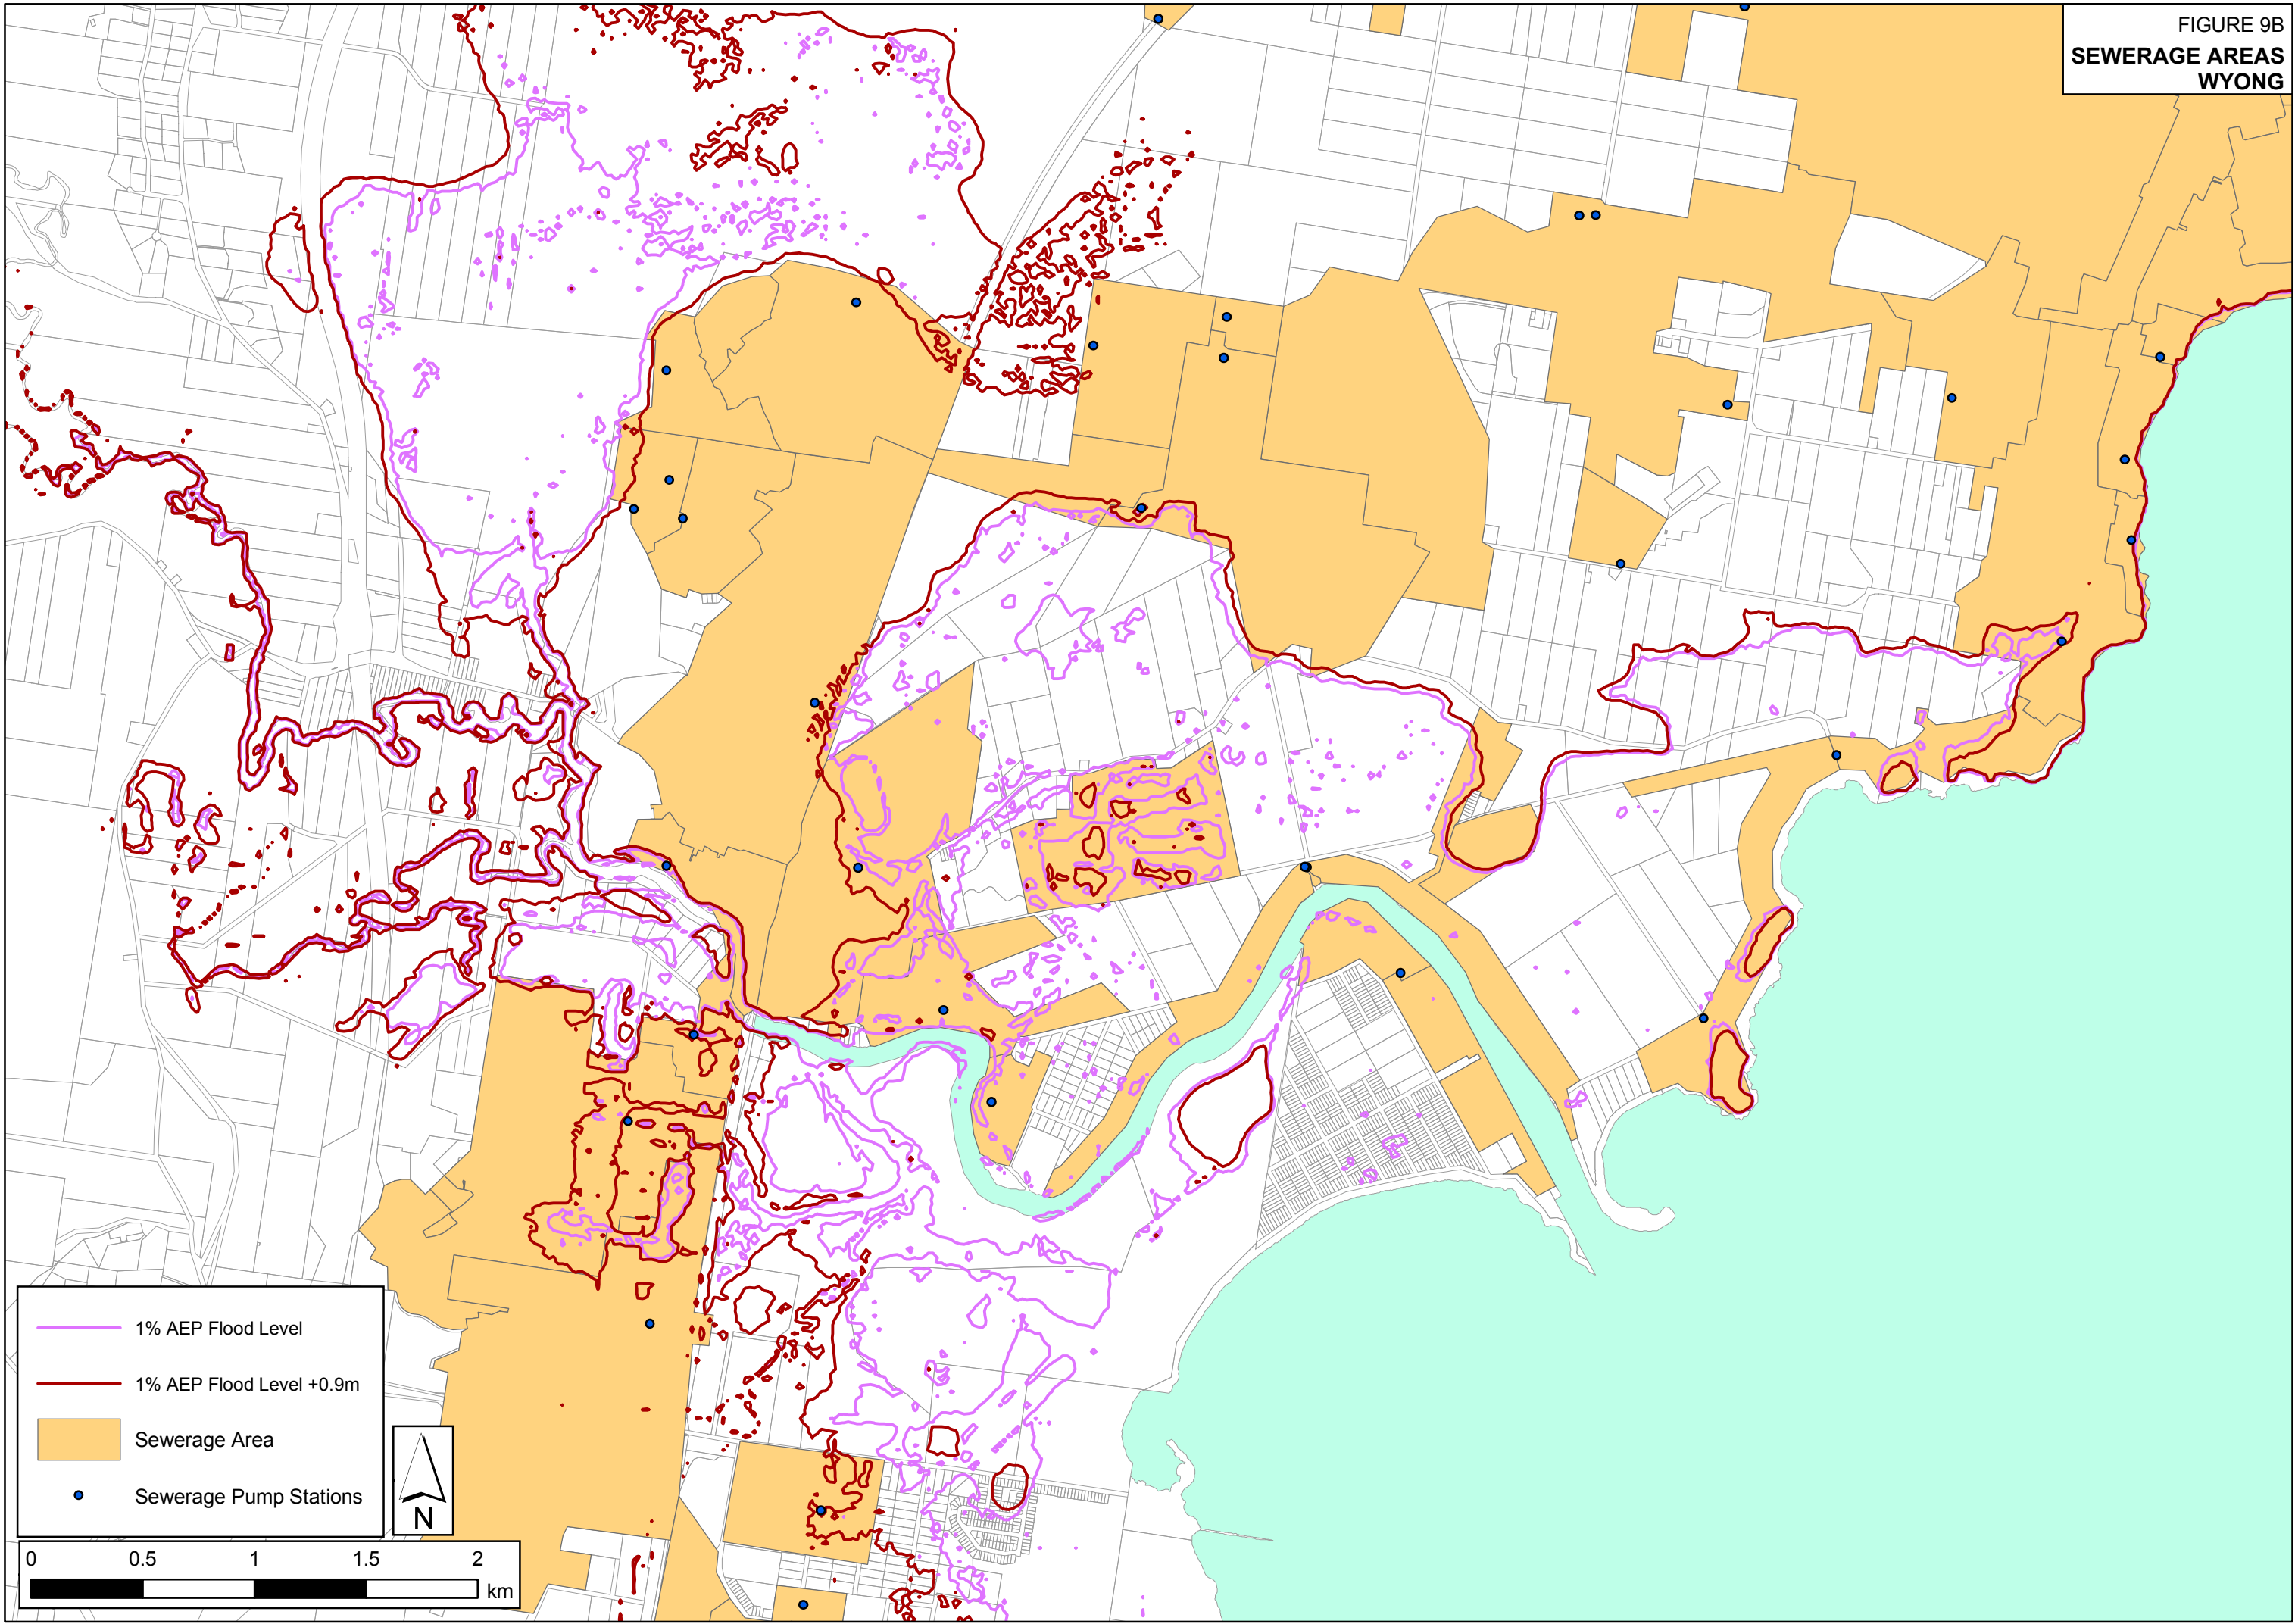 FIGURE 9B
SEWERAGE AREAS
WYONG
1% AEP Flood Level
1% AEP Flood Level +0.9m
Sewerage Area
Sewerage Pump Stations
N
0 0.5 1 1.5 2
km